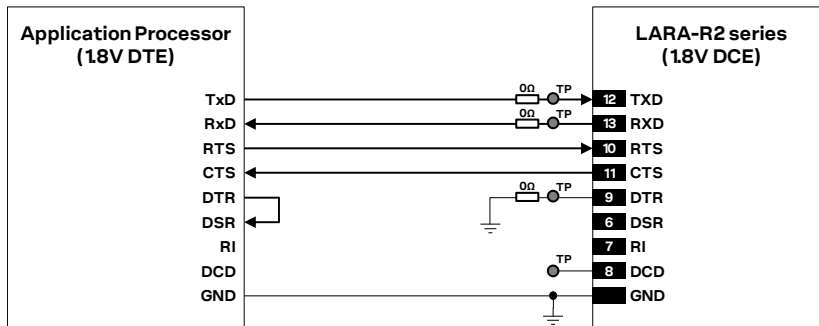 Application Processor
(1.8V DTE)
LARA-R2 series
(1.8V DCE)
TxD 0Ω TP 12 TXD
RxD 0Ω TP 13 RXD
RTS 10 RTS
CTS 11 CTS
DTR 0Ω TP 9 DTR
DSR 6 DSR
RI 7 RI
DCD TP 8 DCD
GND GND